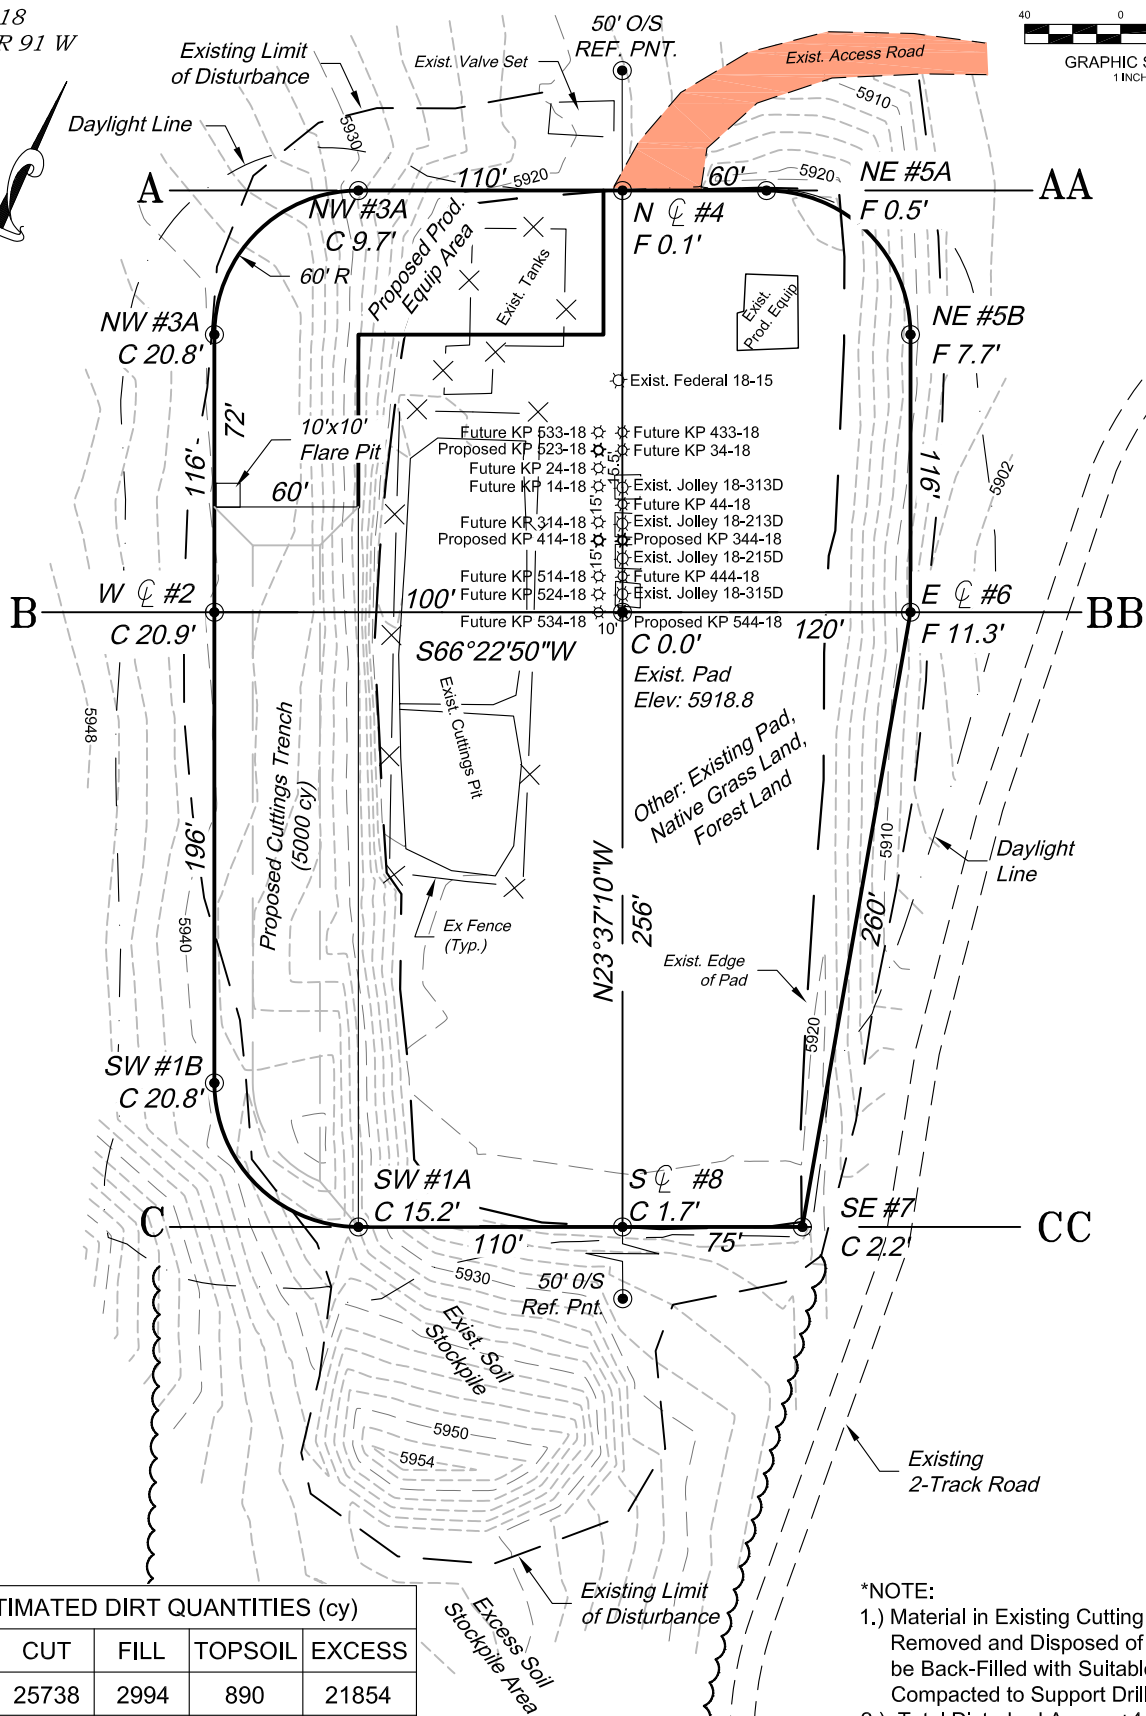 18
R 91 W
Existing Limit
of Disturbance
Exist. Valve Set
50' O/S
REF. PNT.
Exist. Access Road
40
0
GRAPHIC
1 INCH
Daylight Line
5930
5920
5910
5920
A
110'
60'
AA
NW #3A
C 9.7'
N ℄ #4
F 0.1'
NE #5A
F 0.5'
60' R
Proposed Prod.
Equip Area
Exist. Tanks
Exist.
Prod. Equip
NW #3A
C 20.8'
NE #5B
F 7.7'
72'
116'
Exist. Federal 18-15
10'x10'
Flare Pit
60'
Future KP 533-18
Future KP 433-18
Proposed KP 523-18
Future KP 34-18
Future KP 24-18
15.5'
Future KP 14-18
Exist. Jolley 18-313D
15'
Future KP 44-18
Future KP 314-18
Exist. Jolley 18-213D
Proposed KP 414-18
Proposed KP 344-18
15'
Exist. Jolley 18-215D
Future KP 514-18
Future KP 444-18
Future KP 524-18
Exist. Jolley 18-315D
Future KP 534-18
10'
Proposed KP 544-18
116'
5902
B
W ℄ #2
C 20.9'
100'
S66°22'50"W
C 0.0'
Exist. Pad
Elev: 5918.8
120'
E ℄ #6
F 11.3'
BB
5948
Exist. Cuttings Pit
Other: Existing Pad,
Native Grass Land,
Forest Land
Proposed Cuttings Trench
(5000 cy)
196'
5940
5910
Daylight
Line
Ex Fence
(Typ.)
N23°37'10"W
256'
260'
Exist. Edge
of Pad
5920
SW #1B
C 20.8'
C
SW #1A
C 15.2'
S ℄ #8
C 1.7'
SE #7
C 2.2'
CC
110'
75'
5930
50' 0/S
Ref. Pnt.
Exist. Soil
Stockpile
5950
5954
Existing
2-Track Road
Existing Limit
of Disturbance
Excess Soil
Stockpile Area
TIMATED DIRT QUANTITIES (cy)
CUT FILL TOPSOIL EXCESS
25738 2994 890 21854
*NOTE:
1.) Material in Existing Cutting
Removed and Disposed of
be Back-Filled with Suitable
Compacted to Support Drill